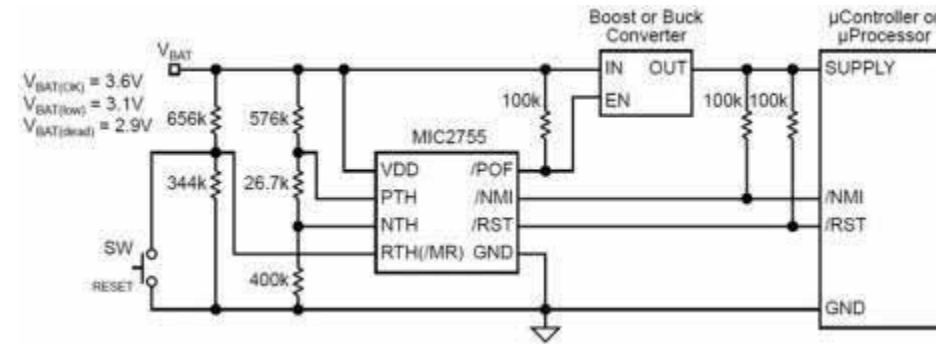 Boost or Buck
Converter
µController or
µProcessor
V_BAT
V_BAT(OK) = 3.6V
V_BAT(low) = 3.1V
V_BAT(dead) = 2.9V
IN OUT
EN
SUPPLY
656k
576k
100k
100k
100k
MIC2755
VDD
/POF
344k
26.7k
PTH
/NMI
/NMI
NTH
/RST
/RST
SW
RTH(/MR)
GND
RESET
400k
GND